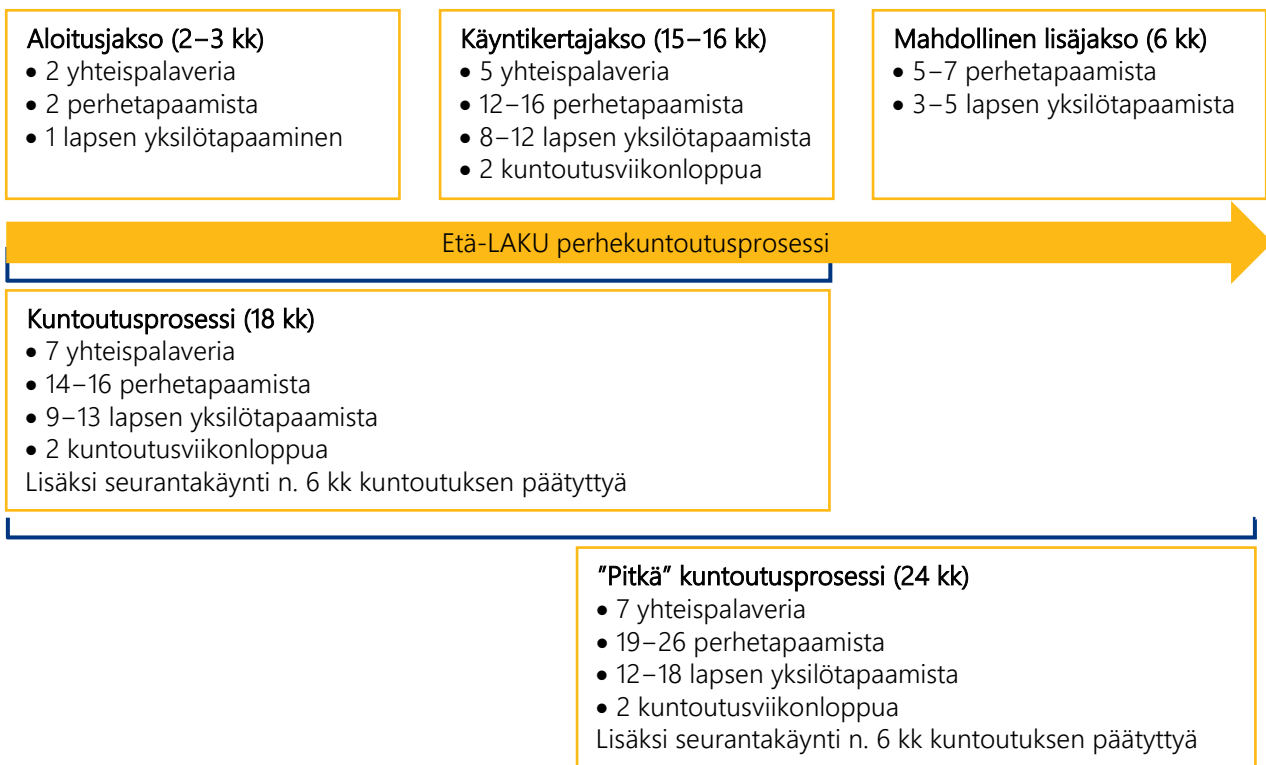 Aloitusjakso (2–3 kk)
• 2 yhteispalaveria
• 2 perhetapaamista
• 1 lapsen yksilötapaaminen
Käyntikertajakso (15–16 kk)
• 5 yhteispalaveria
• 12–16 perhetapaamista
• 8–12 lapsen yksilötapaamista
• 2 kuntoutusviikonloppua
Mahdollinen lisäjakso (6 kk)
• 5–7 perhetapaamista
• 3–5 lapsen yksilötapaamista
Etä-LAKU perhekuntoutusprosessi
Kuntoutusprosessi (18 kk)
• 7 yhteispalaveria
• 14–16 perhetapaamista
• 9–13 lapsen yksilötapaamista
• 2 kuntoutusviikonloppua
Lisäksi seurantakäynti n. 6 kk kuntoutuksen päätyttyä
”Pitkä” kuntoutusprosessi (24 kk)
• 7 yhteispalaveria
• 19–26 perhetapaamista
• 12–18 lapsen yksilötapaamista
• 2 kuntoutusviikonloppua
Lisäksi seurantakäynti n. 6 kk kuntoutuksen päätyttyä